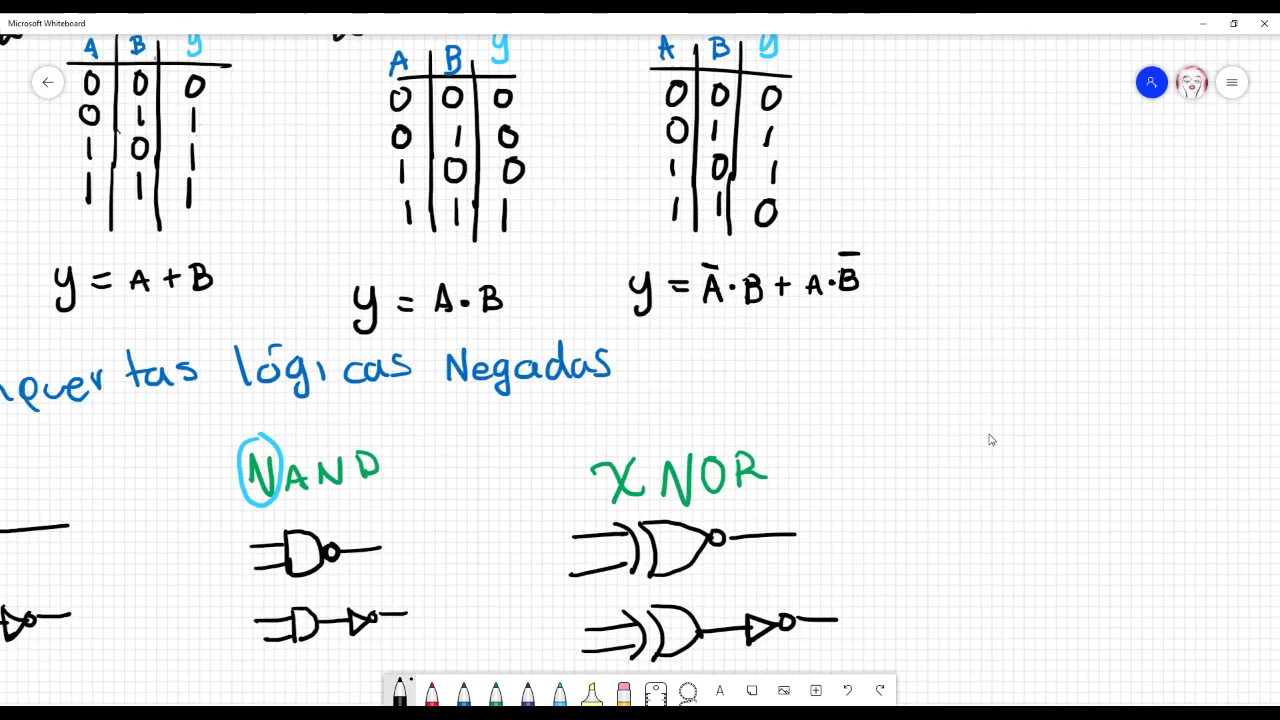 Microsoft Whiteboard
A B y
0 0 0
0 1 1
1 0 1
1 1 1
y = A + B
A B y
0 0 0
0 1 0
1 0 0
1 1 1
y = A · B
A B y
0 0 0
0 1 1
1 0 1
1 1 0
y = A̅ · B + A · B̅
puertas lógicas Negadas
NAND
XNOR
A